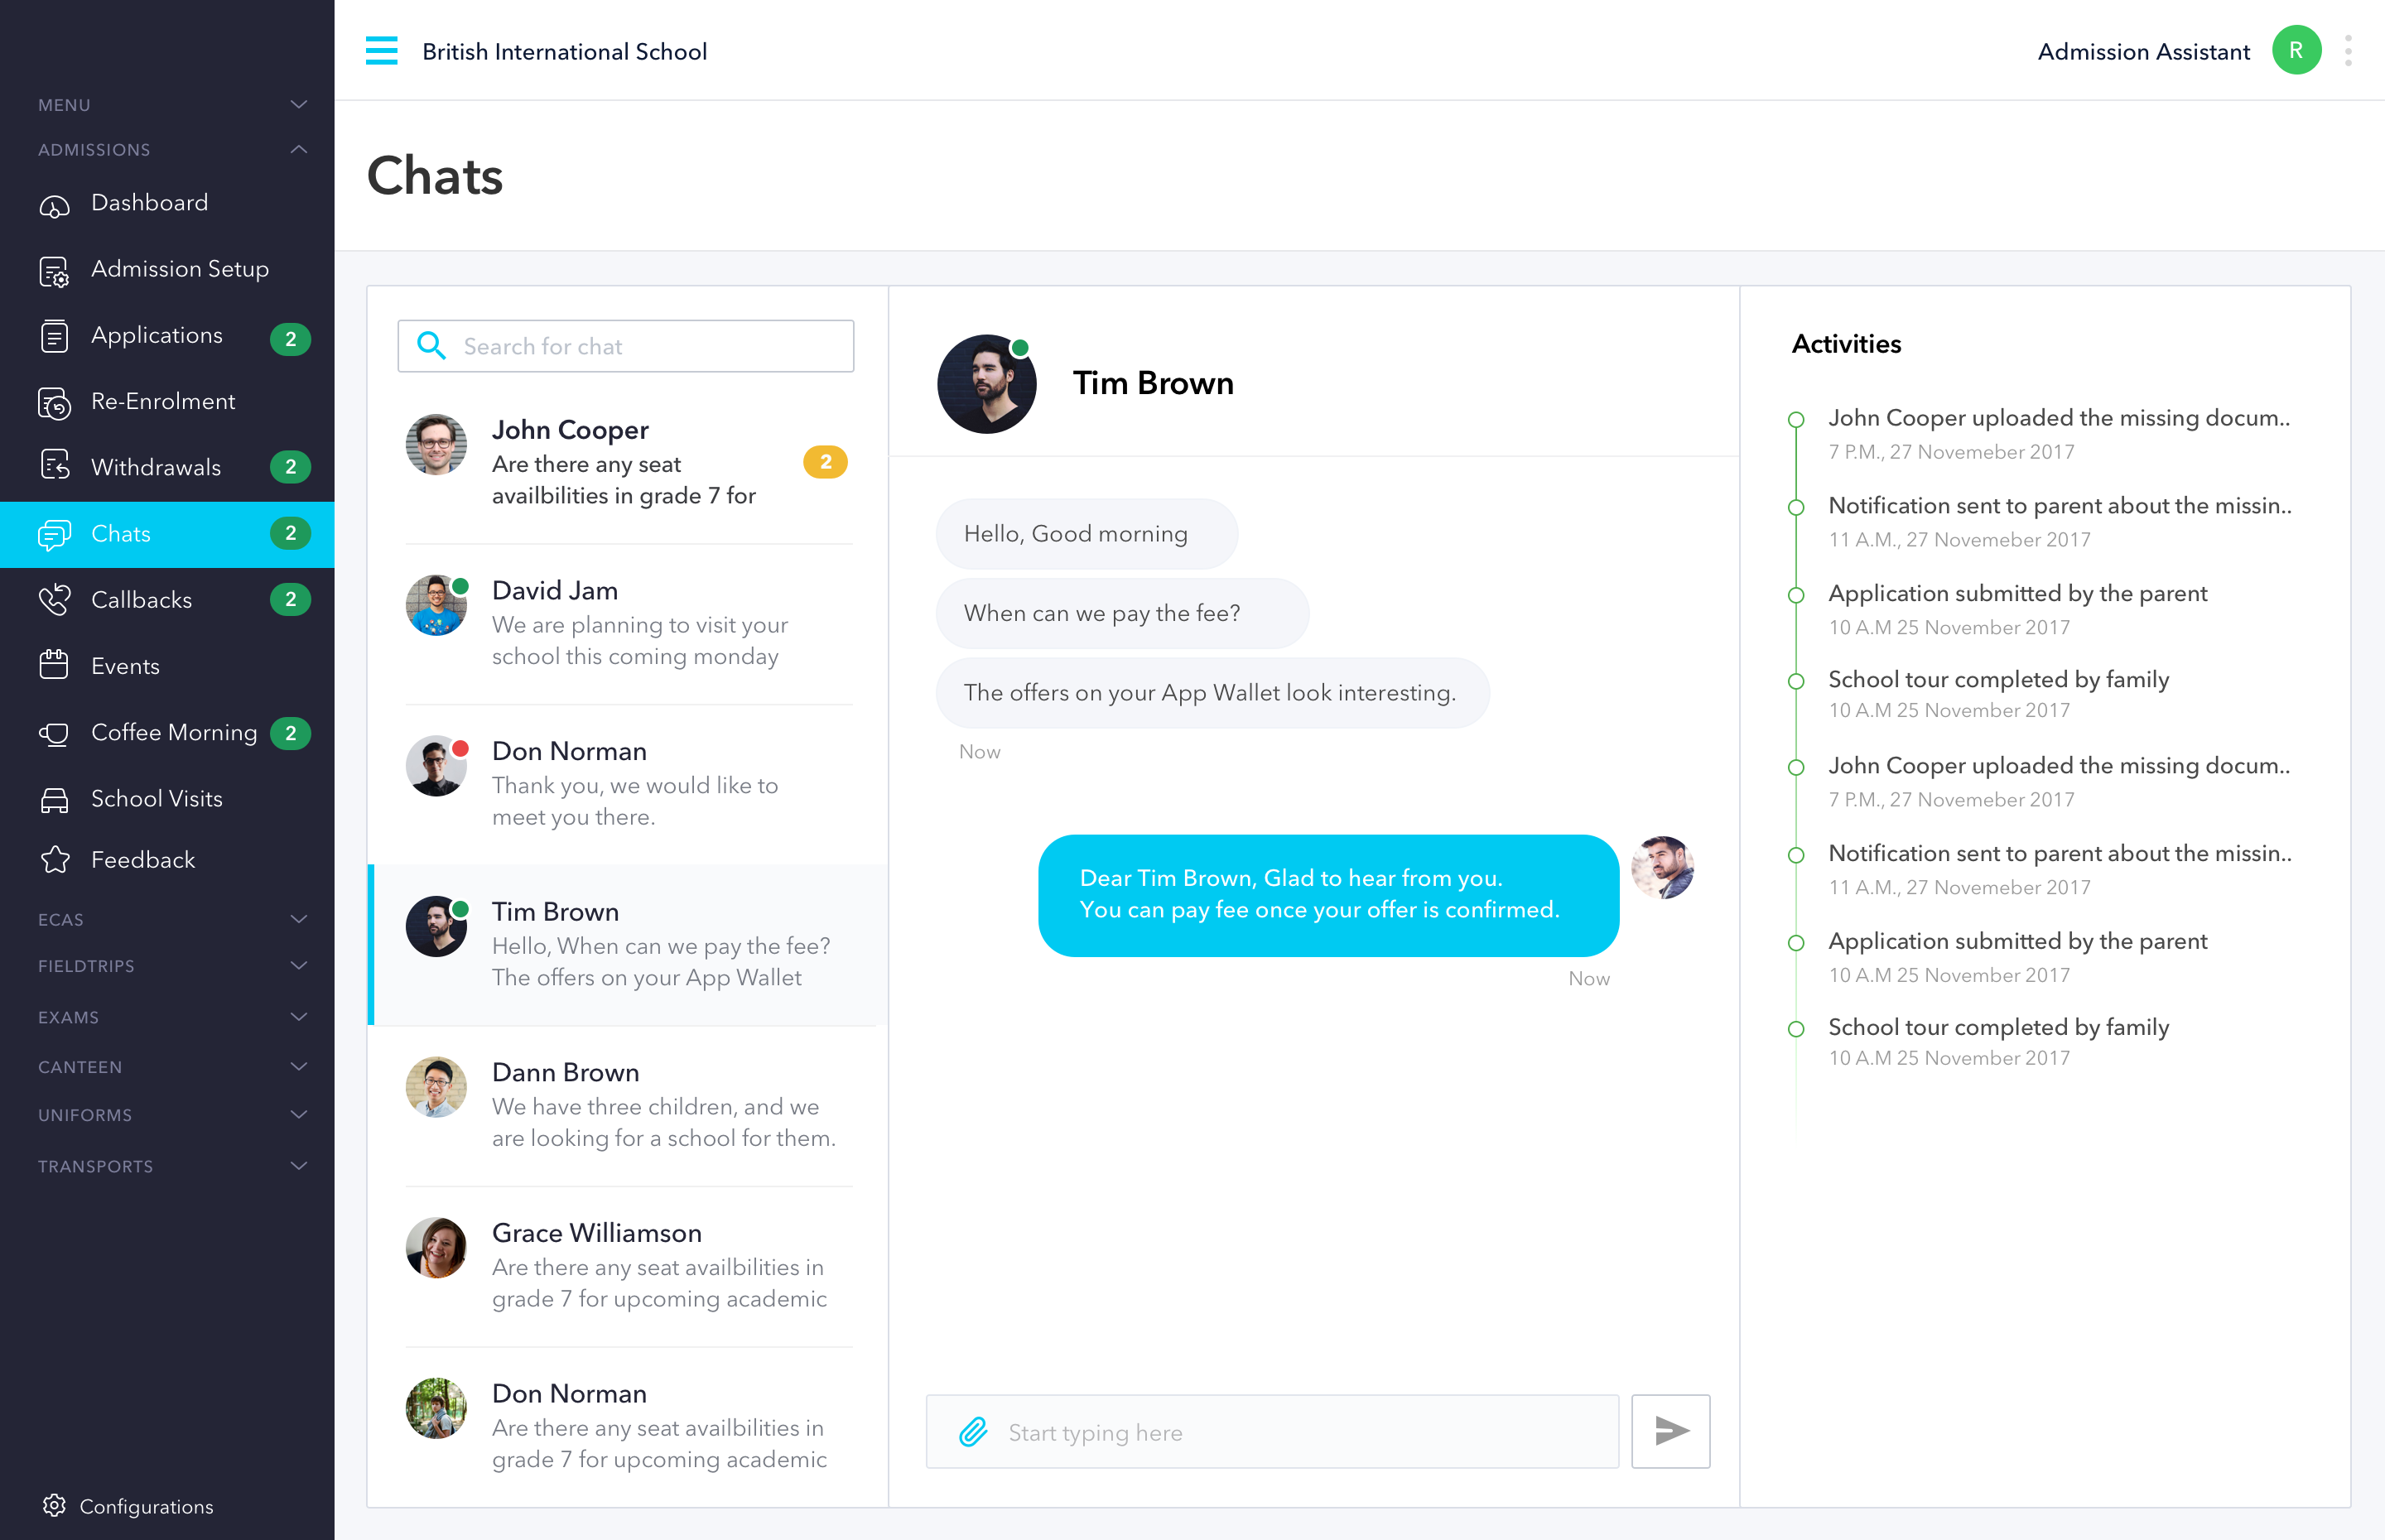 MENU
ADMISSIONS
Dashboard
Admission Setup
Applications 2
Re-Enrolment
Withdrawals 2
Chats 2
Callbacks 2
Events
Coffee Morning 2
School Visits
Feedback
ECAS
FIELDTRIPS
EXAMS
CANTEEN
UNIFORMS
TRANSPORTS
Configurations
British International School
Admission Assistant R
Chats
Search for chat
John Cooper
Are there any seat
availbilities in grade 7 for
2
David Jam
We are planning to visit your
school this coming monday
Don Norman
Thank you, we would like to
meet you there.
Tim Brown
Hello, When can we pay the fee?
The offers on your App Wallet
Dann Brown
We have three children, and we
are looking for a school for them.
Grace Williamson
Are there any seat availbilities in
grade 7 for upcoming academic
Don Norman
Are there any seat availbilities in
grade 7 for upcoming academic
Tim Brown
Hello, Good morning
When can we pay the fee?
The offers on your App Wallet look interesting.
Now
Dear Tim Brown, Glad to hear from you.
You can pay fee once your offer is confirmed.
Now
Start typing here
Activities
John Cooper uploaded the missing docum..
7 P.M., 27 Novemeber 2017
Notification sent to parent about the missin..
11 A.M., 27 Novemeber 2017
Application submitted by the parent
10 A.M 25 November 2017
School tour completed by family
10 A.M 25 November 2017
John Cooper uploaded the missing docum..
7 P.M., 27 Novemeber 2017
Notification sent to parent about the missin..
11 A.M., 27 Novemeber 2017
Application submitted by the parent
10 A.M 25 November 2017
School tour completed by family
10 A.M 25 November 2017